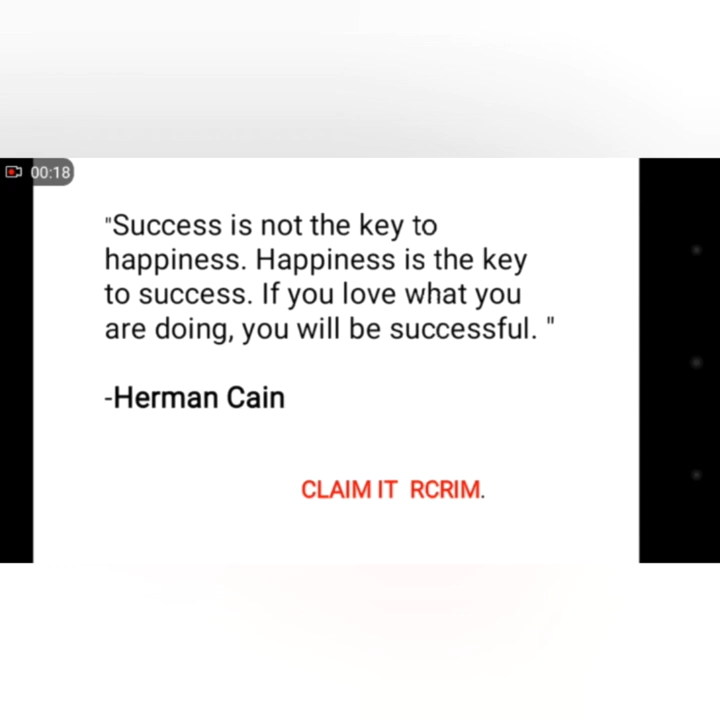 00:18
"Success is not the key to
happiness. Happiness is the key
to success. If you love what you
are doing, you will be successful. "
-Herman Cain
CLAIM IT RCRIM.